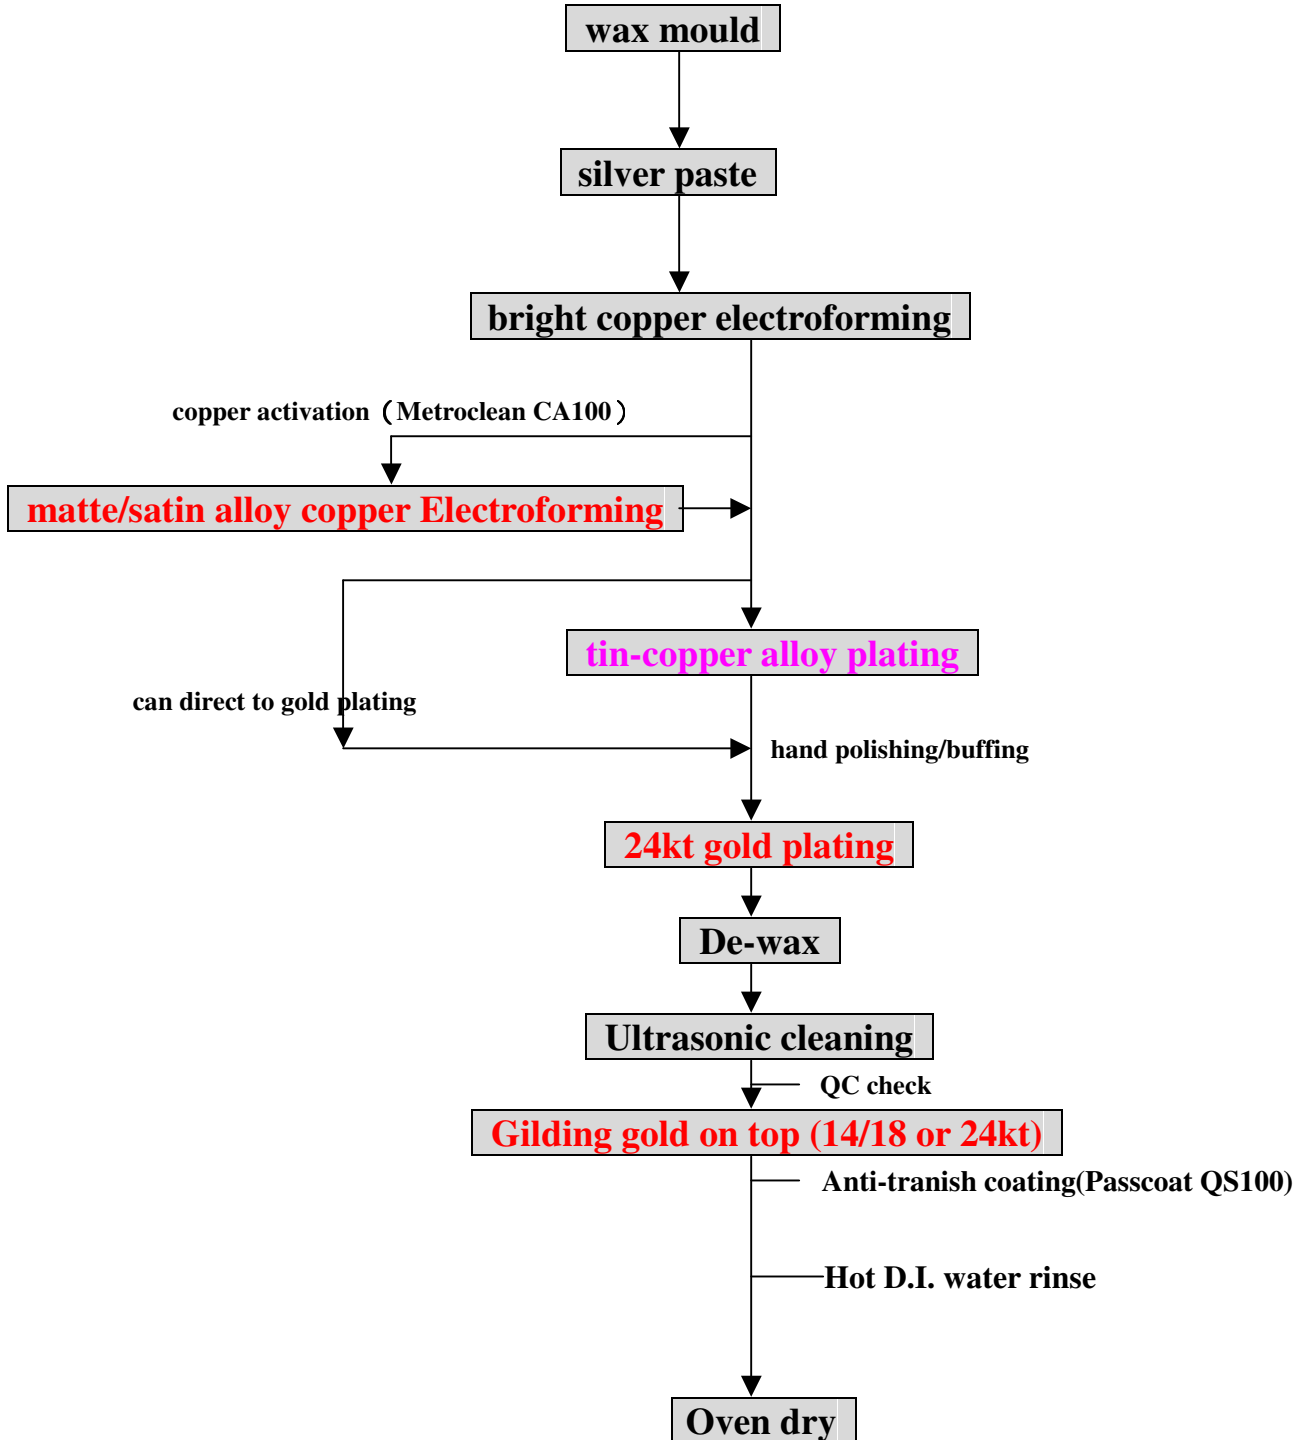 wax mould
silver paste
bright copper electroforming
copper activation（Metroclean CA100）
matte/satin alloy copper Electroforming
tin-copper alloy plating
can direct to gold plating
hand polishing/buffing
24kt gold plating
De-wax
Ultrasonic cleaning
QC check
Gilding gold on top (14/18 or 24kt)
Anti-tranish coating(Passcoat QS100)
Hot D.I. water rinse
Oven dry